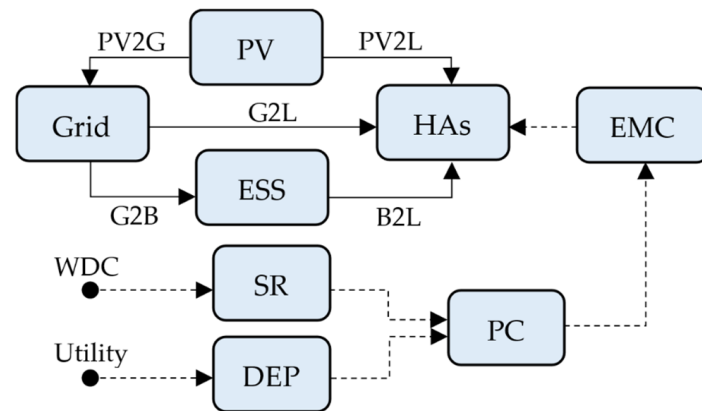 PV2G
PV
PV2L
Grid
G2L
HAs
EMC
G2B
ESS
B2L
WDC
SR
PC
Utility
DEP